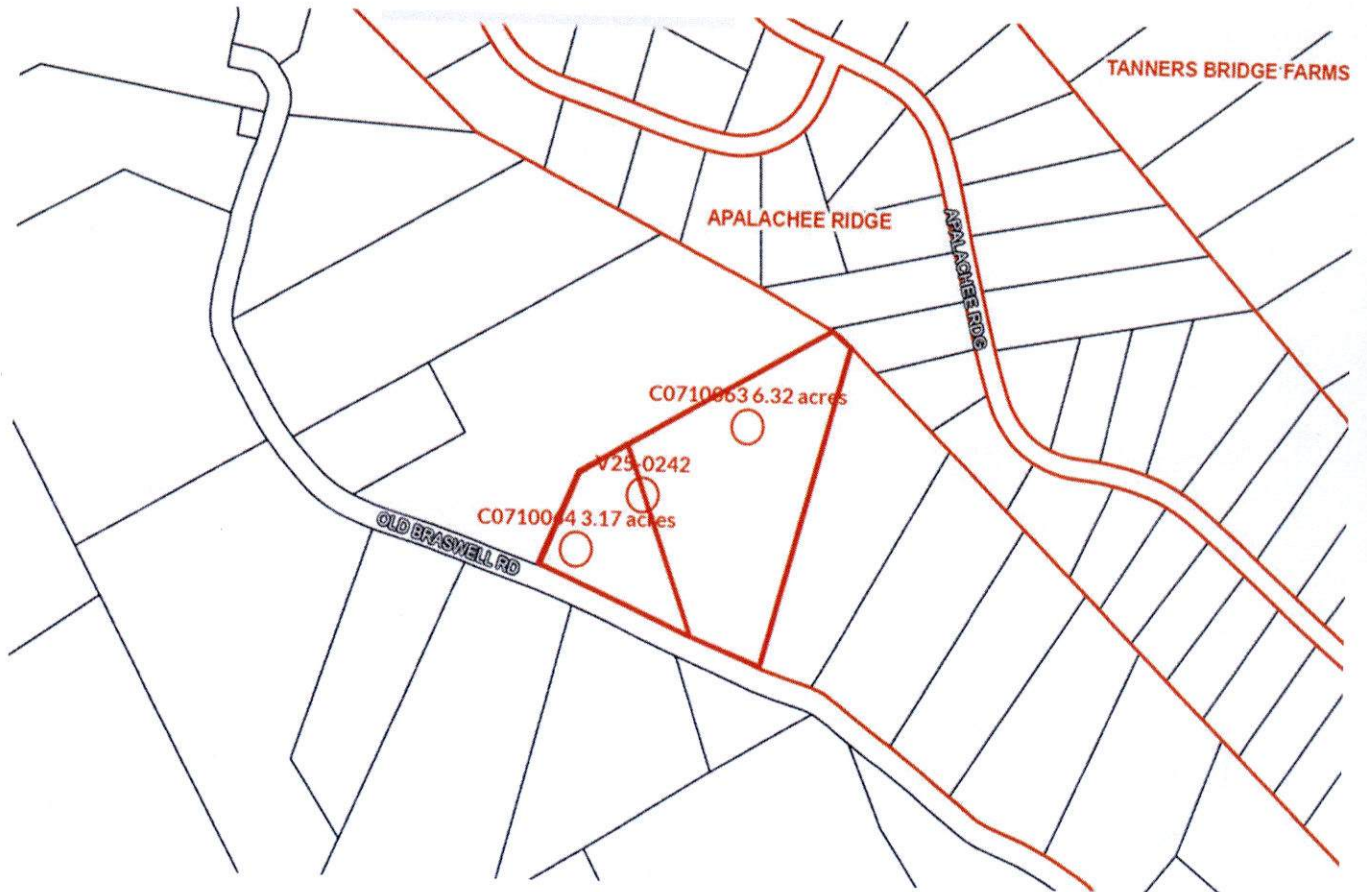 TANNERS BRIDGE FARMS
APALACHEE RIDGE
APALACHEE RDG
C0710063 6.32 acres
V25-0242
C0710064 3.17 acres
OLD BRASWELL RD